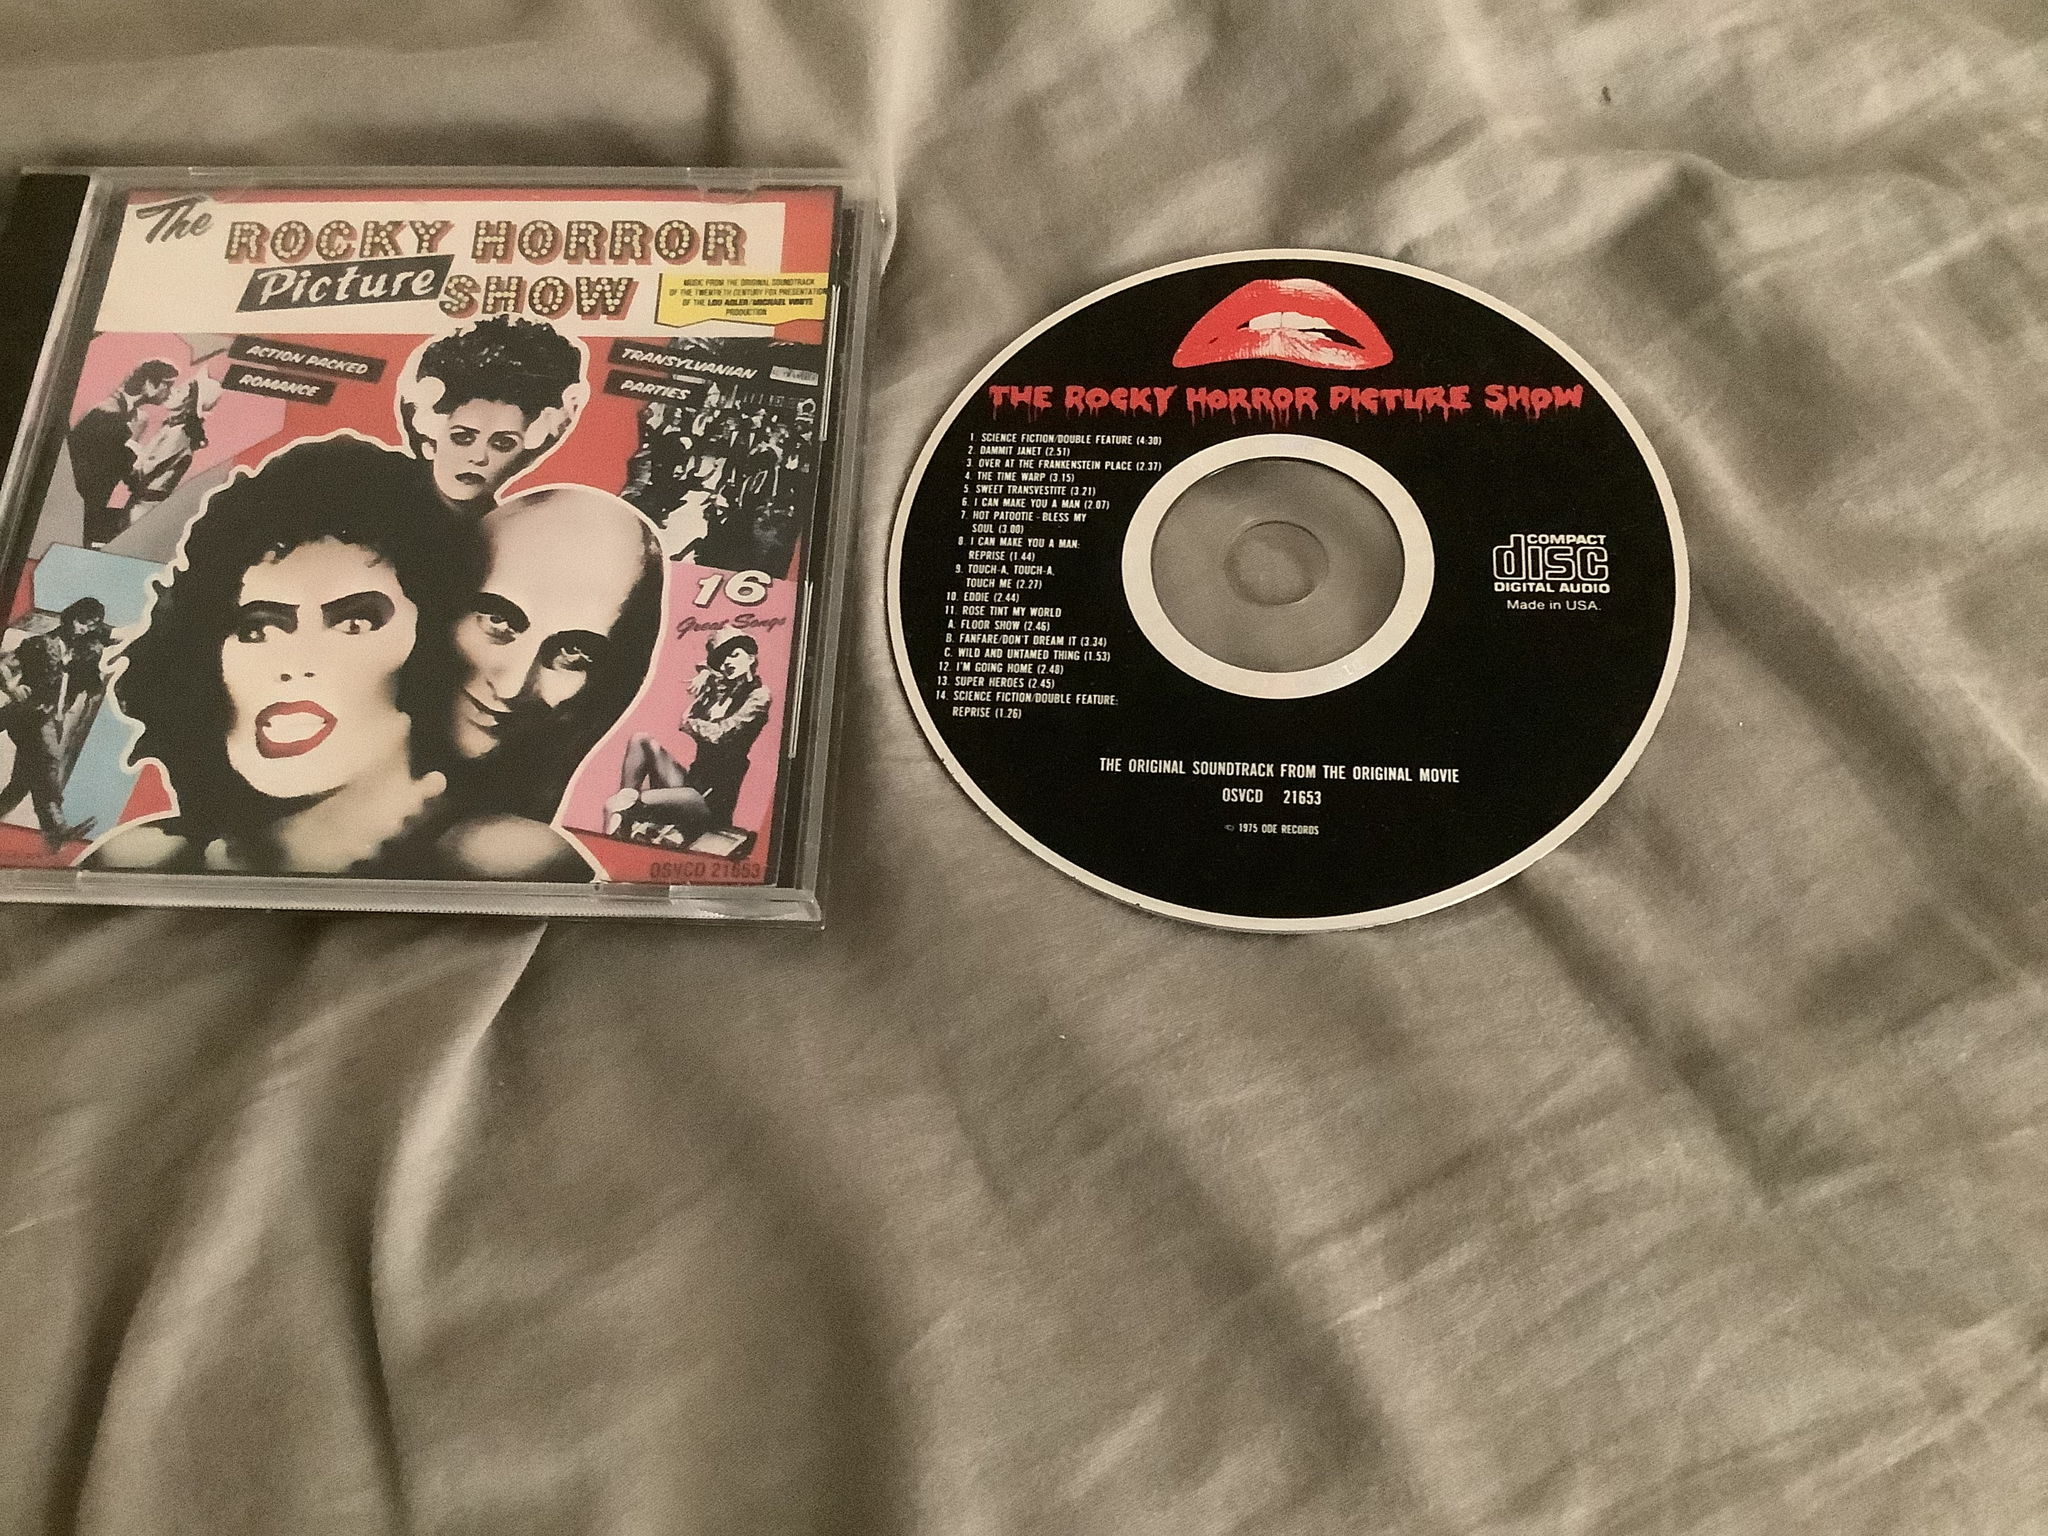 The ROCKY HORROR
Picture SHOW
MUSIC FROM THE ORIGINAL SOUNDTRACK
OF THE TWENTIETH CENTURY FOX PRESENTATION
OF THE LOU ADLER/MICHAEL WHITE
PRODUCTION
ACTION PACKED
ROMANCE
TRANSYLVANIAN
PARTIES
16
Great Songs
OSVCD 21653
THE ROCKY HORROR PICTURE SHOW
1. SCIENCE FICTION/DOUBLE FEATURE (4:30)
2. DAMMIT JANET (2.51)
3. OVER AT THE FRANKENSTEIN PLACE (2.37)
4. THE TIME WARP (3.15)
5. SWEET TRANSVESTITE (3.21)
6. I CAN MAKE YOU A MAN (2.07)
7. HOT PATOOTIE - BLESS MY
SOUL (3.00)
8. I CAN MAKE YOU A MAN:
REPRISE (1.44)
9. TOUCH-A, TOUCH-A,
TOUCH ME (2.27)
10. EDDIE (2.44)
11. ROSE TINT MY WORLD
A. FLOOR SHOW (2.46)
B. FANFARE/DON'T DREAM IT (3.34)
C. WILD AND UNTAMED THING (1.53)
12. I'M GOING HOME (2.48)
13. SUPER HEROES (2.45)
14. SCIENCE FICTION/DOUBLE FEATURE:
REPRISE (1.26)
COMPACT
disc
DIGITAL AUDIO
Made in USA.
THE ORIGINAL SOUNDTRACK FROM THE ORIGINAL MOVIE
OSVCD 21653
© 1975 ODE RECORDS